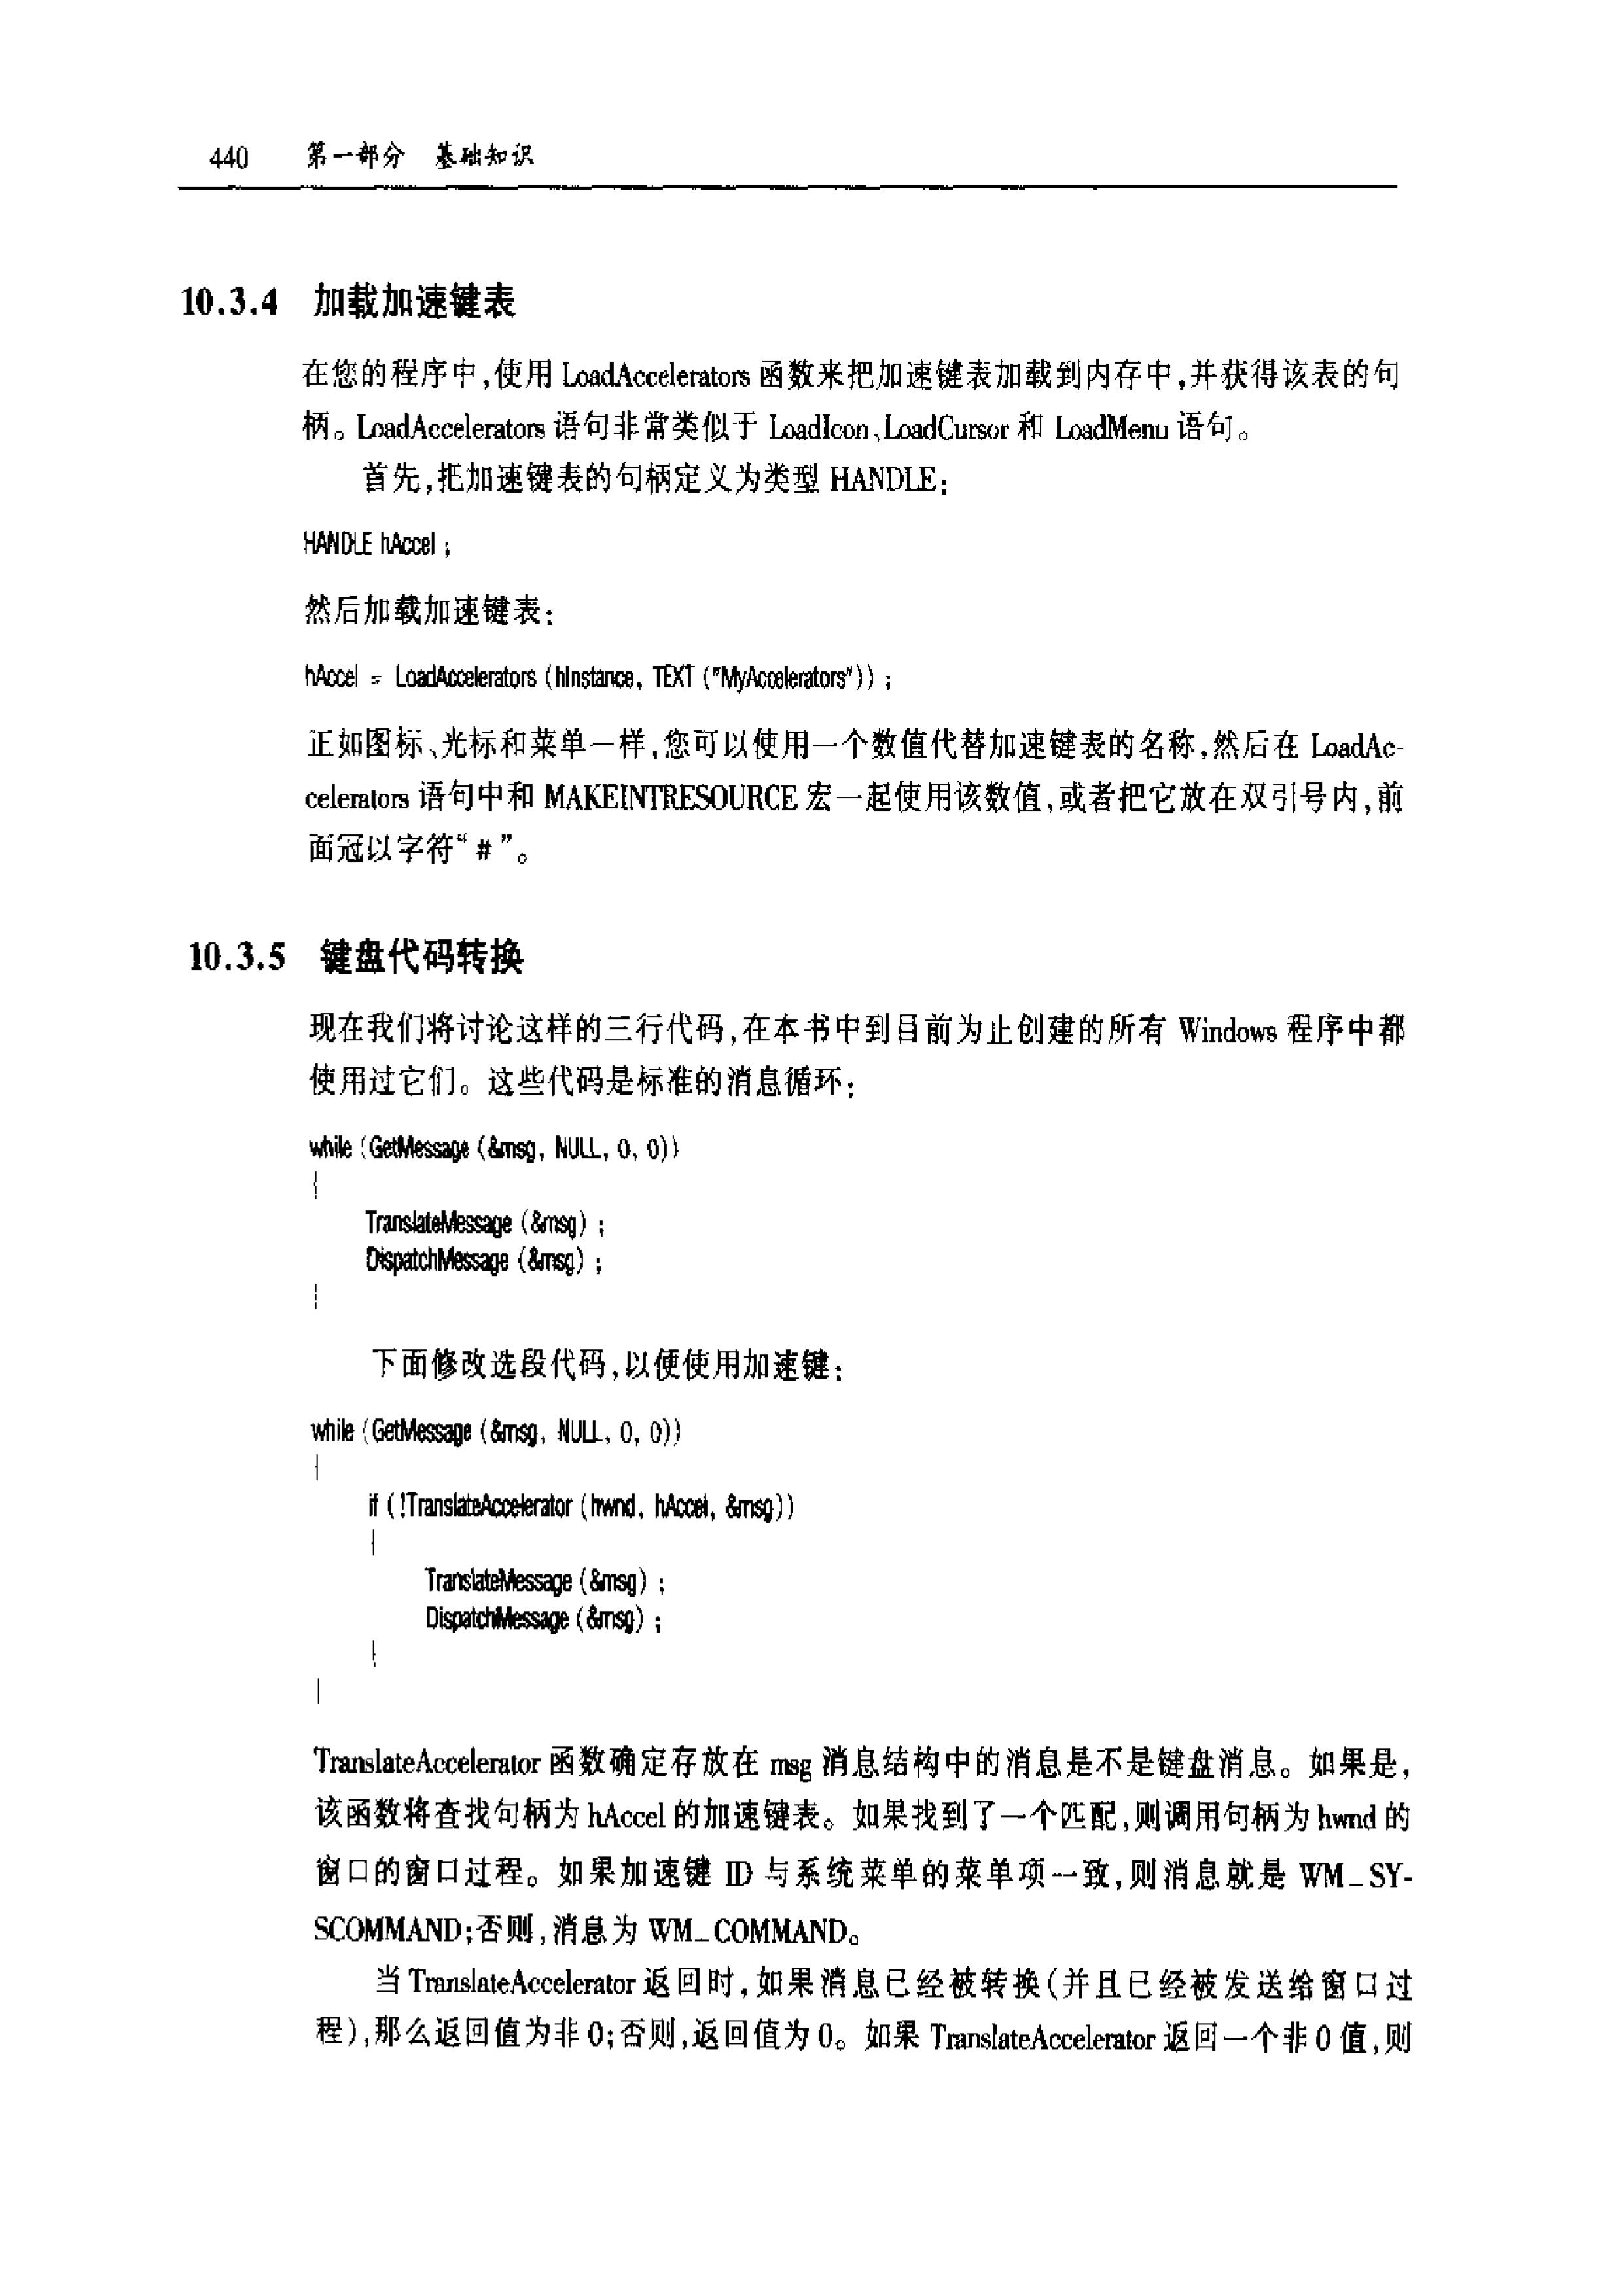 440 第一部分 基础知识
10.3.4 加载加速键表
在您的程序中,使用 LoadAccelerators 函数来把加速键表加载到内存中,并获得该表的句
柄。LoadAccelerators 语句非常类似于 LoadIcon、LoadCursor 和 LoadMenu 语句。
首先,把加速键表的句柄定义为类型 HANDLE:
HANDLE hAccel ;
然后加载加速键表:
hAccel = LoadAccelerators (hInstance, TEXT ("MyAccelerators")) ;
正如图标、光标和菜单一样,您可以使用一个数值代替加速键表的名称,然后在 LoadAc-
celerators 语句中和 MAKEINTRESOURCE 宏一起使用该数值,或者把它放在双引号内,前
面冠以字符“#”。
10.3.5 键盘代码转换
现在我们将讨论这样的三行代码,在本书中到目前为止创建的所有 Windows 程序中都
使用过它们。这些代码是标准的消息循环:
while (GetMessage (&msg, NULL, 0, 0))
{
TranslateMessage (&msg) ;
DispatchMessage (&msg) ;
}
下面修改选段代码,以便使用加速键:
while (GetMessage (&msg, NULL, 0, 0))
{
if (!TranslateAccelerator (hwnd, hAccel, &msg))
{
TranslateMessage (&msg) ;
DispatchMessage (&msg) ;
}
}
TranslateAccelerator 函数确定存放在 msg 消息结构中的消息是不是键盘消息。如果是,
该函数将查找句柄为 hAccel 的加速键表。如果找到了一个匹配,则调用句柄为 hwnd 的
窗口的窗口过程。如果加速键 ID 与系统菜单的菜单项一致,则消息就是 WM_SY-
SCOMMAND;否则,消息为 WM_COMMAND。
当 TranslateAccelerator 返回时,如果消息已经被转换(并且已经被发送给窗口过
程),那么返回值为非 0;否则,返回值为 0。如果 TranslateAccelerator 返回一个非 0 值,则